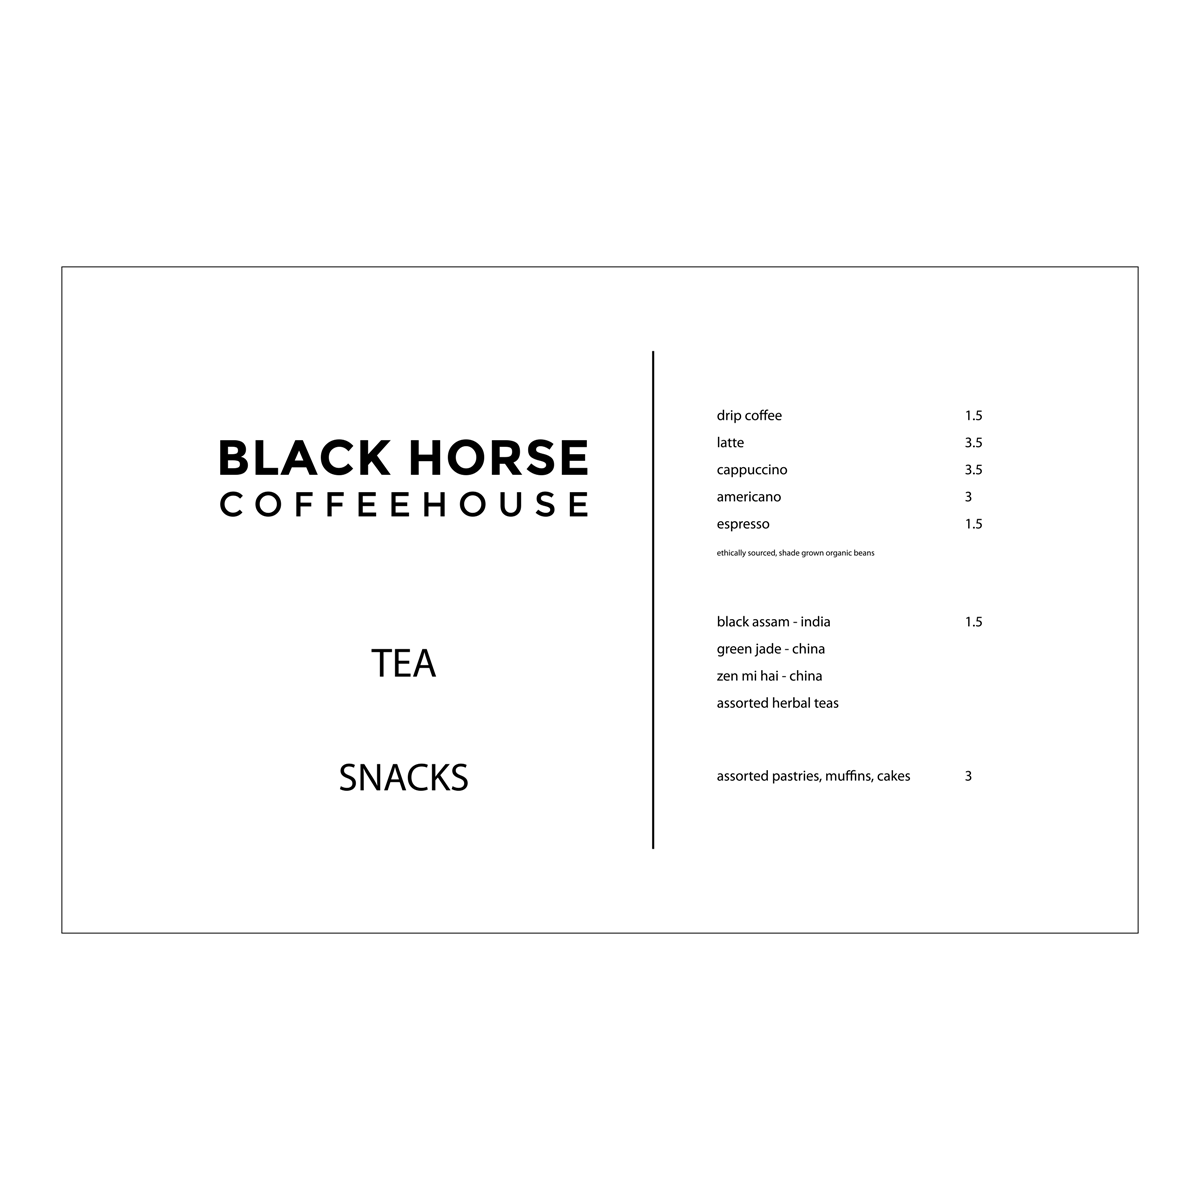 BLACK HORSE
COFFEEHOUSE
drip coffee 1.5
latte 3.5
cappuccino 3.5
americano 3
espresso 1.5
ethically sourced, shade grown organic beans
TEA
black assam - india 1.5
green jade - china
zen mi hai - china
assorted herbal teas
SNACKS
assorted pastries, muffins, cakes 3